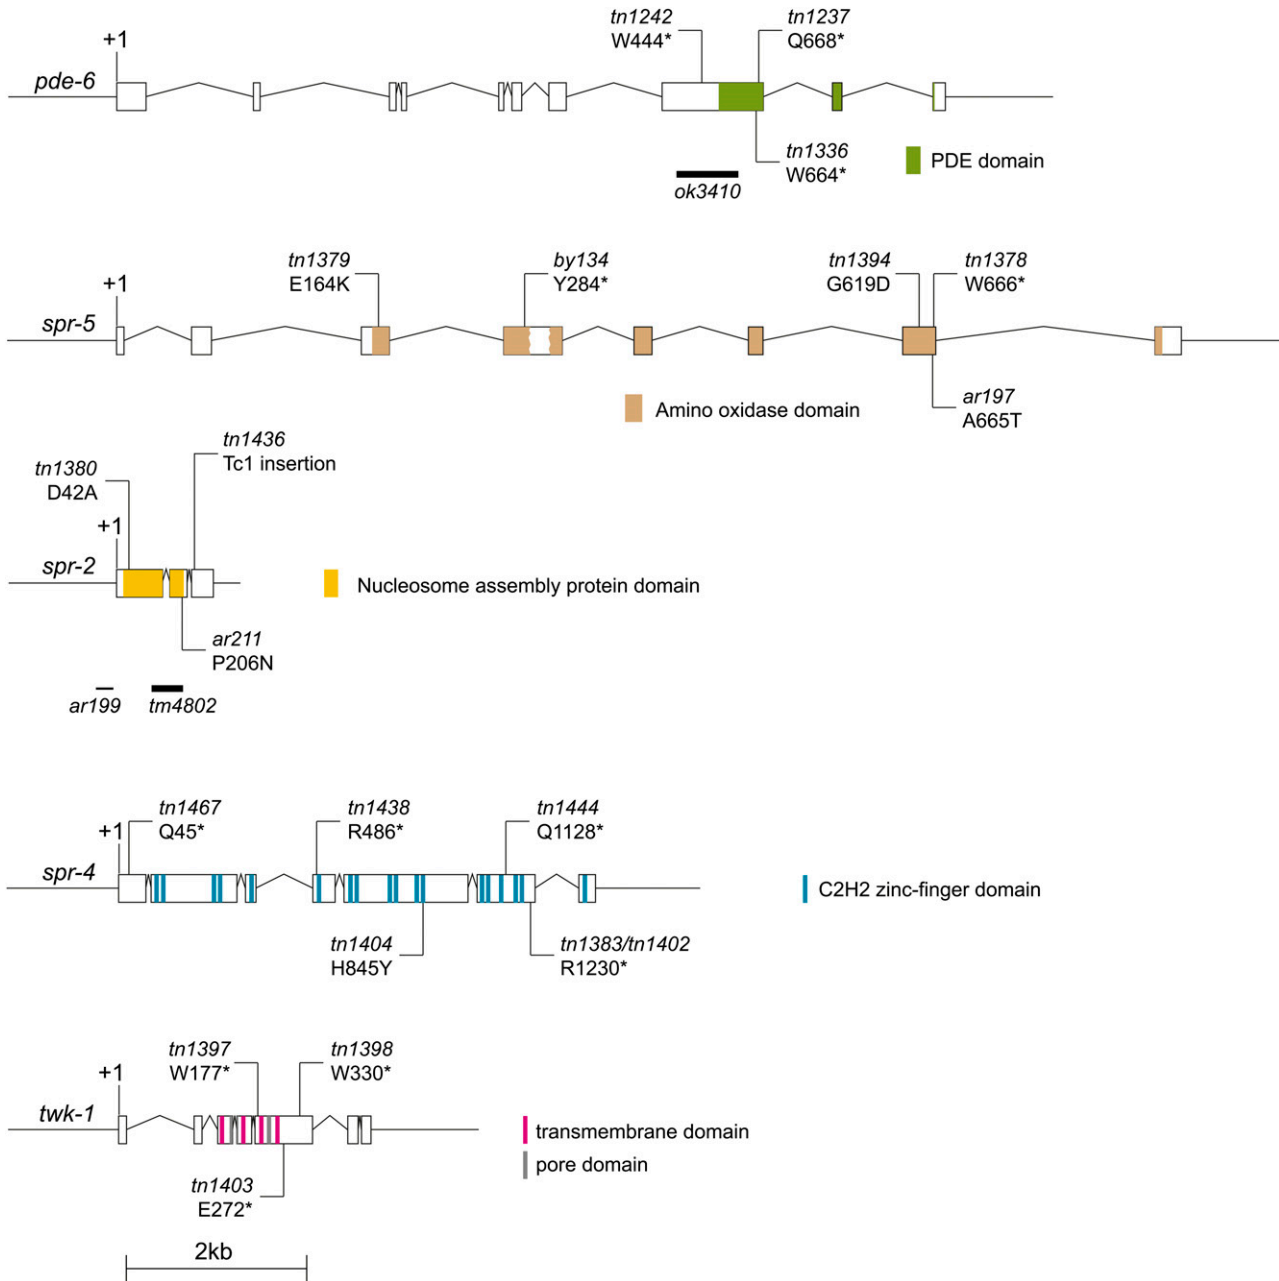 tn1242
W444*
tn1237
Q668*
+1
pde-6
tn1336
W664*
PDE domain
ok3410
tn1379
E164K
by134
Y284*
tn1394
G619D
tn1378
W666*
+1
spr-5
ar197
A665T
Amino oxidase domain
tn1436
Tc1 insertion
tn1380
D42A
+1
spr-2
Nucleosome assembly protein domain
ar211
P206N
ar199
tm4802
tn1467
Q45*
tn1438
R486*
tn1444
Q1128*
+1
spr-4
C2H2 zinc-finger domain
tn1404
H845Y
tn1383/tn1402
R1230*
tn1397
W177*
tn1398
W330*
+1
twk-1
transmembrane domain
pore domain
tn1403
E272*
2kb